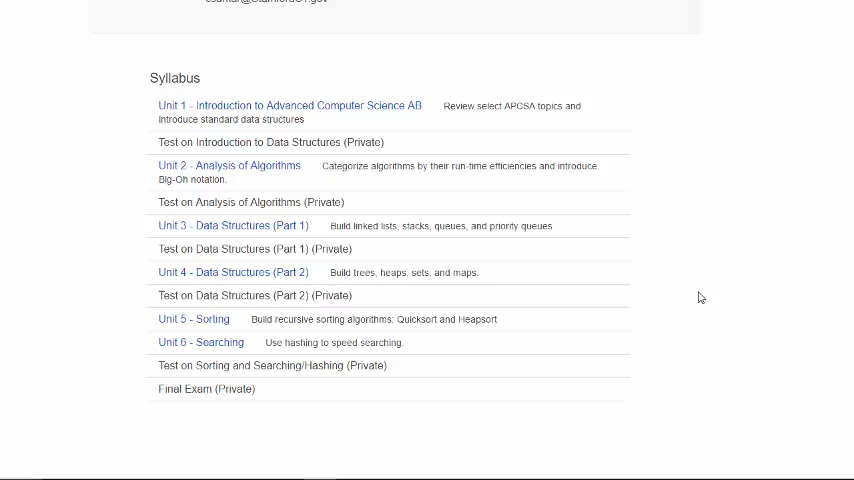 Syllabus
Unit 1 - Introduction to Advanced Computer Science AB Review select APCSA topics and
introduce standard data structures
Test on Introduction to Data Structures (Private)
Unit 2 - Analysis of Algorithms Categorize algorithms by their run-time efficiencies and introduce
Big-Oh notation.
Test on Analysis of Algorithms (Private)
Unit 3 - Data Structures (Part 1) Build linked lists, stacks, queues, and priority queues
Test on Data Structures (Part 1) (Private)
Unit 4 - Data Structures (Part 2) Build trees, heaps, sets, and maps.
Test on Data Structures (Part 2) (Private)
Unit 5 - Sorting Build recursive sorting algorithms: Quicksort and Heapsort
Unit 6 - Searching Use hashing to speed searching.
Test on Sorting and Searching/Hashing (Private)
Final Exam (Private)